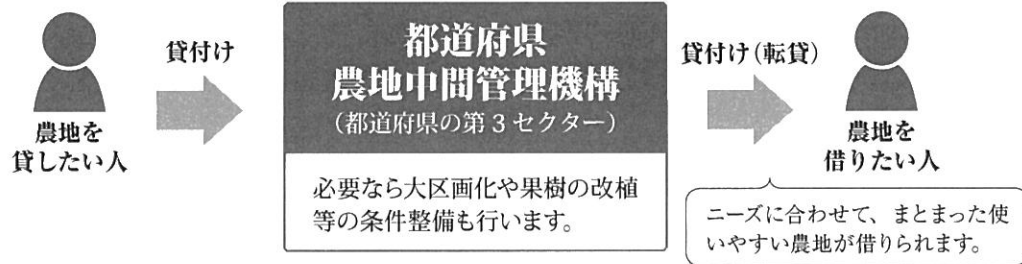 農地を
貸したい人
貸付け
都道府県
農地中間管理機構
（都道府県の第3セクター）
必要なら大区画化や果樹の改植
等の条件整備も行います。
貸付け（転貸）
農地を
借りたい人
ニーズに合わせて、まとまった使
いやすい農地が借りられます。